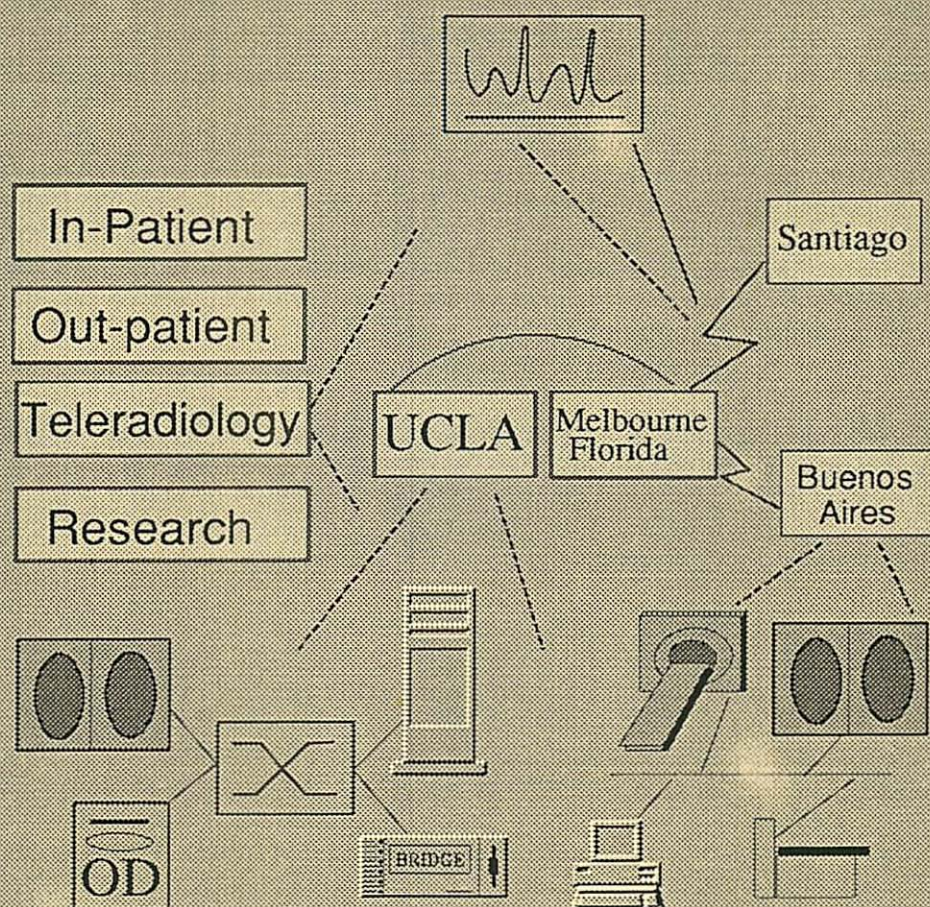 In-Patient
Out-patient
Teleradiology
Research
Santiago
UCLA
Melbourne
Florida
Buenos
Aires
OD
BRIDGE